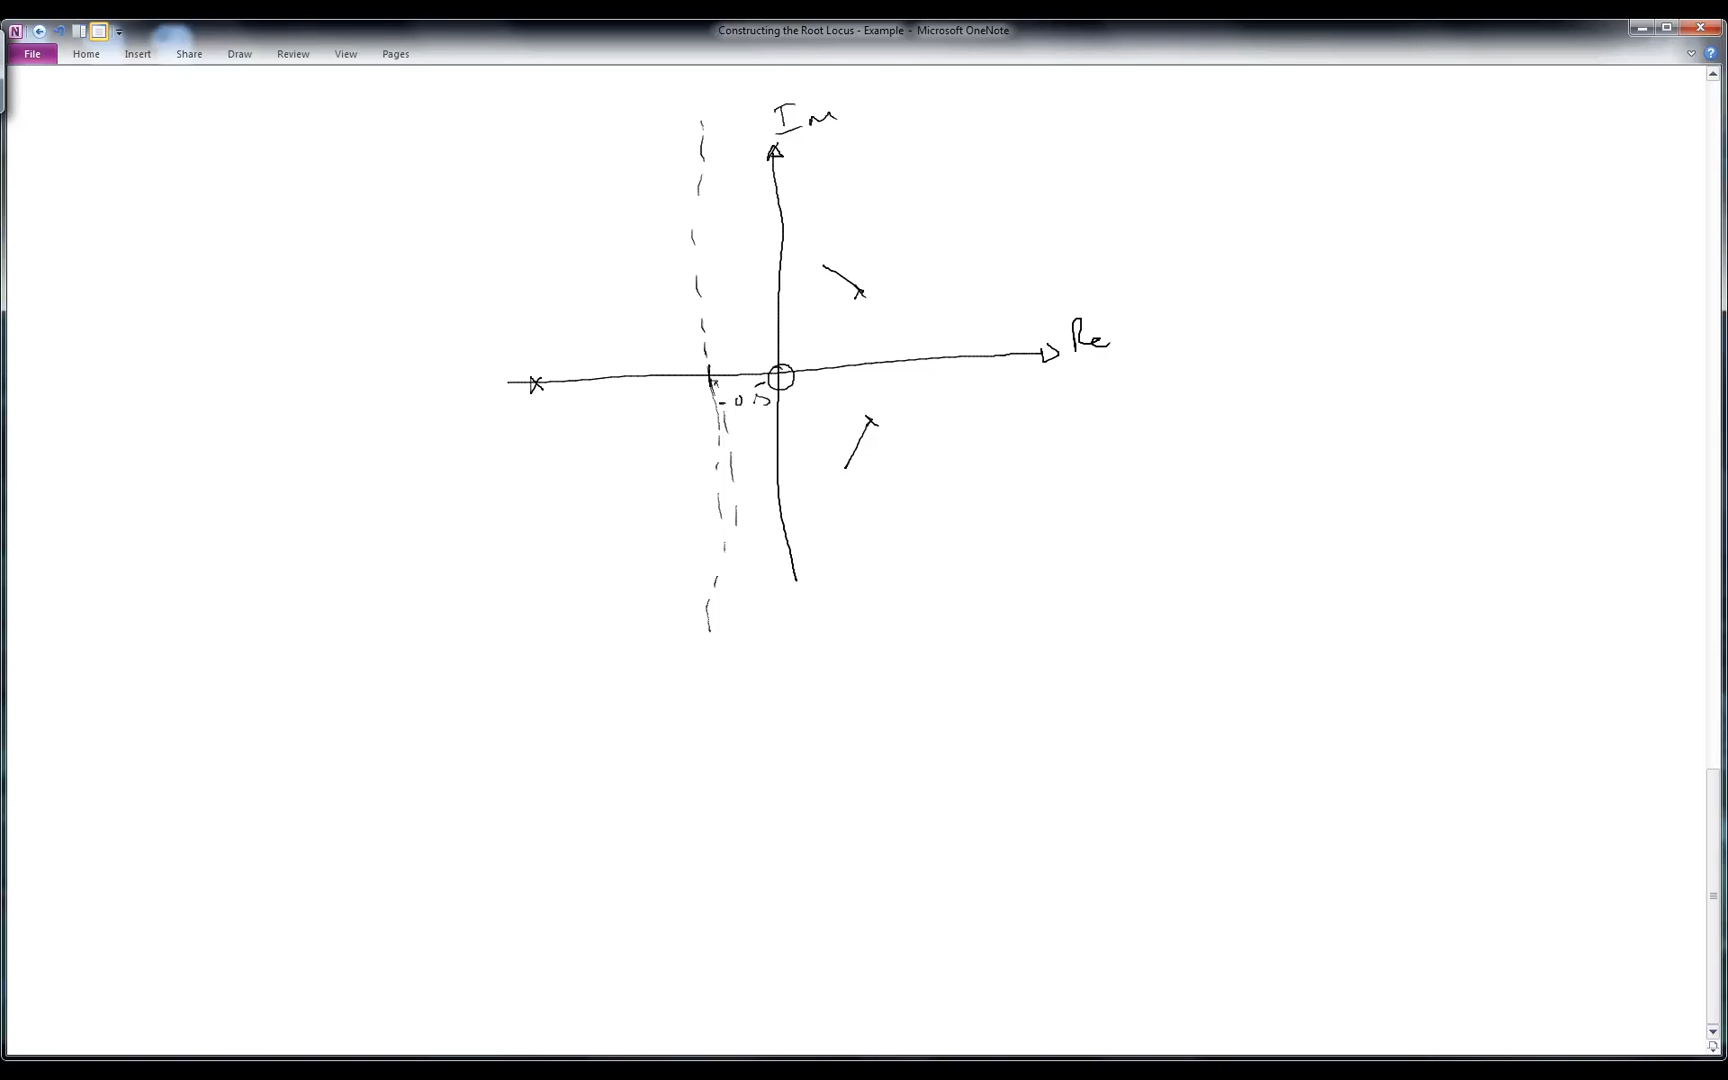 Constructing the Root Locus - Example - Microsoft OneNote
File Home Insert Share Draw Review View Pages
Im
Re
-0.5